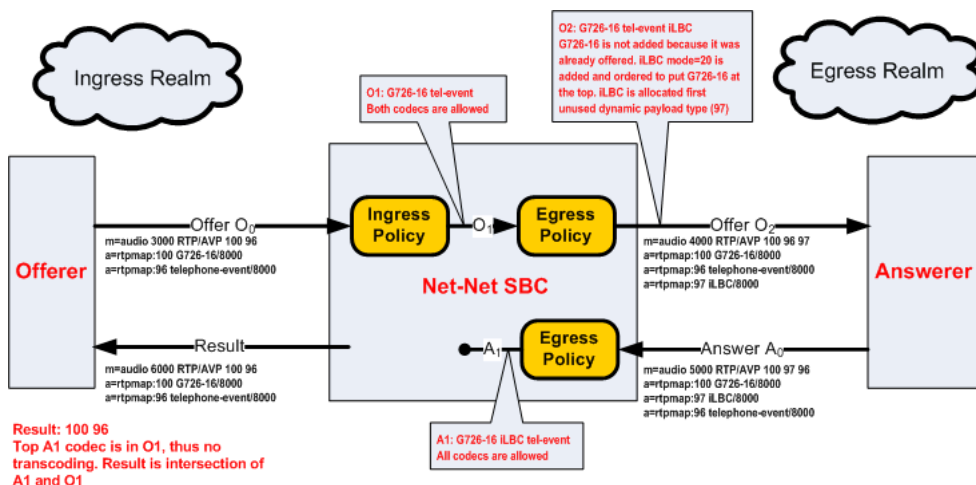 Ingress Realm
O1: G726-16 tel-event
Both codecs are allowed
O2: G726-16 tel-event iLBC
G726-16 is not added because it was
already offered. iLBC mode=20 is
added and ordered to put G726-16 at
the top. iLBC is allocated first
unused dynamic payload type (97)
Egress Realm
Offerer
Offer O0
m=audio 3000 RTP/AVP 100 96
a=rtpmap:100 G726-16/8000
a=rtpmap:96 telephone-event/8000
Ingress
Policy
O1
Egress
Policy
Net-Net SBC
Offer O2
m=audio 4000 RTP/AVP 100 96 97
a=rtpmap:100 G726-16/8000
a=rtpmap:96 telephone-event/8000
a=rtpmap:97 iLBC/8000
Answerer
Result
m=audio 6000 RTP/AVP 100 96
a=rtpmap:100 G726-16/8000
a=rtpmap:96 telephone-event/8000
A1
Egress
Policy
Answer A0
m=audio 5000 RTP/AVP 100 97 96
a=rtpmap:100 G726-16/8000
a=rtpmap:97 iLBC/8000
a=rtpmap:96 telephone-event/8000
Result: 100 96
Top A1 codec is in O1, thus no
transcoding. Result is intersection of
A1 and O1
A1: G726-16 iLBC tel-event
All codecs are allowed